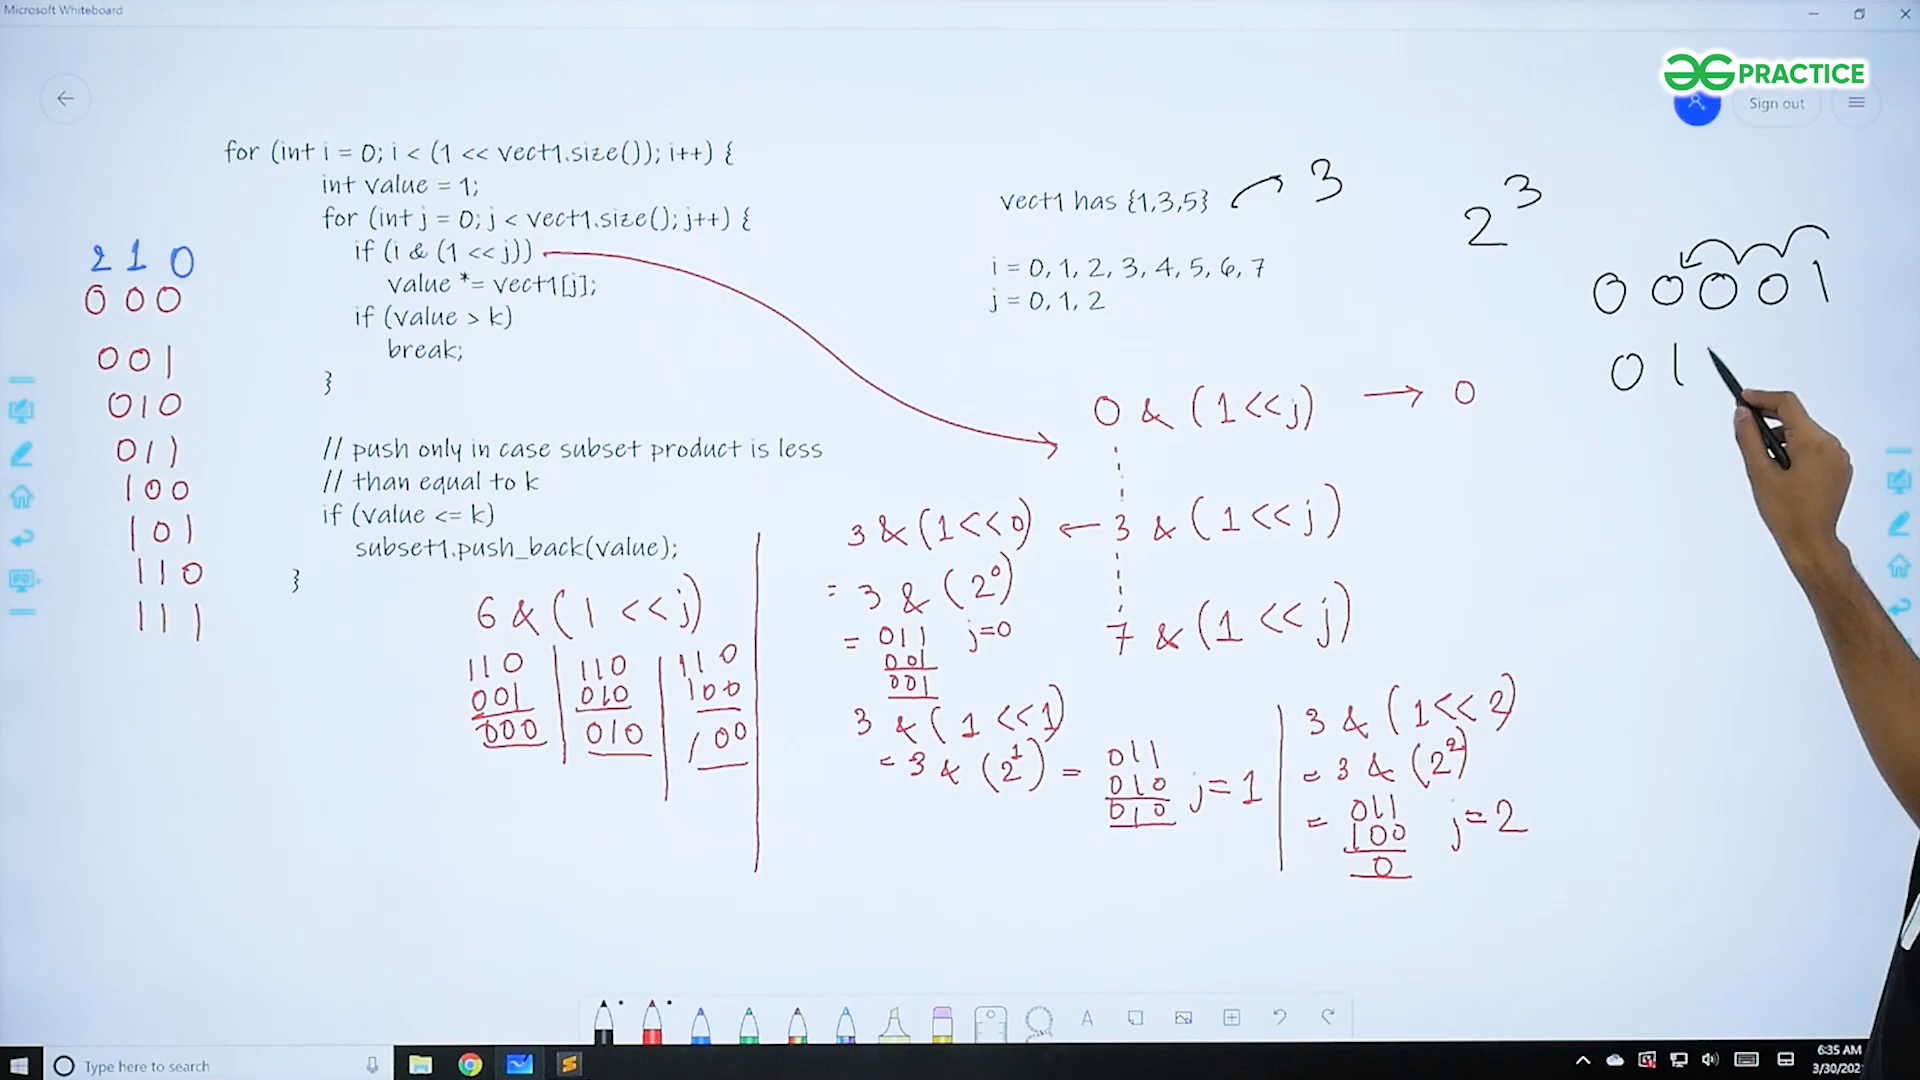 Microsoft Whiteboard
PRACTICE
Sign out
for (int i = 0; i < (1 << vect1.size()); i++) {
int value = 1;
for (int j = 0; j < vect1.size(); j++) {
if (i & (1 << j))
value *= vect1[j];
if (value > k)
break;
}
// push only in case subset product is less
// than equal to k
if (value <= k)
subset1.push_back(value);
}
2 1 0
0 0 0
0 0 1
0 1 0
0 1 1
1 0 0
1 0 1
1 1 0
1 1 1
vect1 has {1,3,5} 3
2^3
i = 0, 1, 2, 3, 4, 5, 6, 7
j = 0, 1, 2
0 0 0 0 1
0 1
0 & (1<<j) → 0
3 & (1<<0) ← 3 & (1<<j)
= 3 & (2^0)
= 011 j=0
001
001
7 & (1<<j)
6 & (1 <<j)
110 110 110
001 010 100
000 010 100
3 & (1 <<1)
= 3 & (2^1) = 011
010 j=1
010
3 & (1<<2)
= 3 & (2^2)
= 011
100 j=2
0
Type here to search
6:35 AM
3/30/202